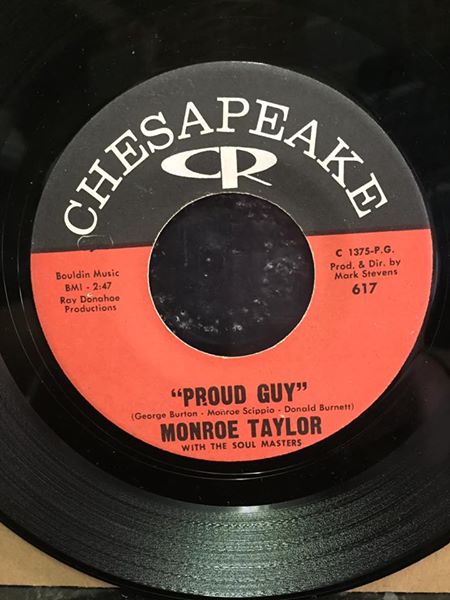 CHESAPEAKE
CR
Bouldin Music
BMI - 2:47
Ray Donahoe
Productions
C 1375-P.G.
Prod. & Dir. by
Mark Stevens
617
"PROUD GUY"
(George Burton - Monroe Scippio - Donald Burnett)
MONROE TAYLOR
WITH THE SOUL MASTERS